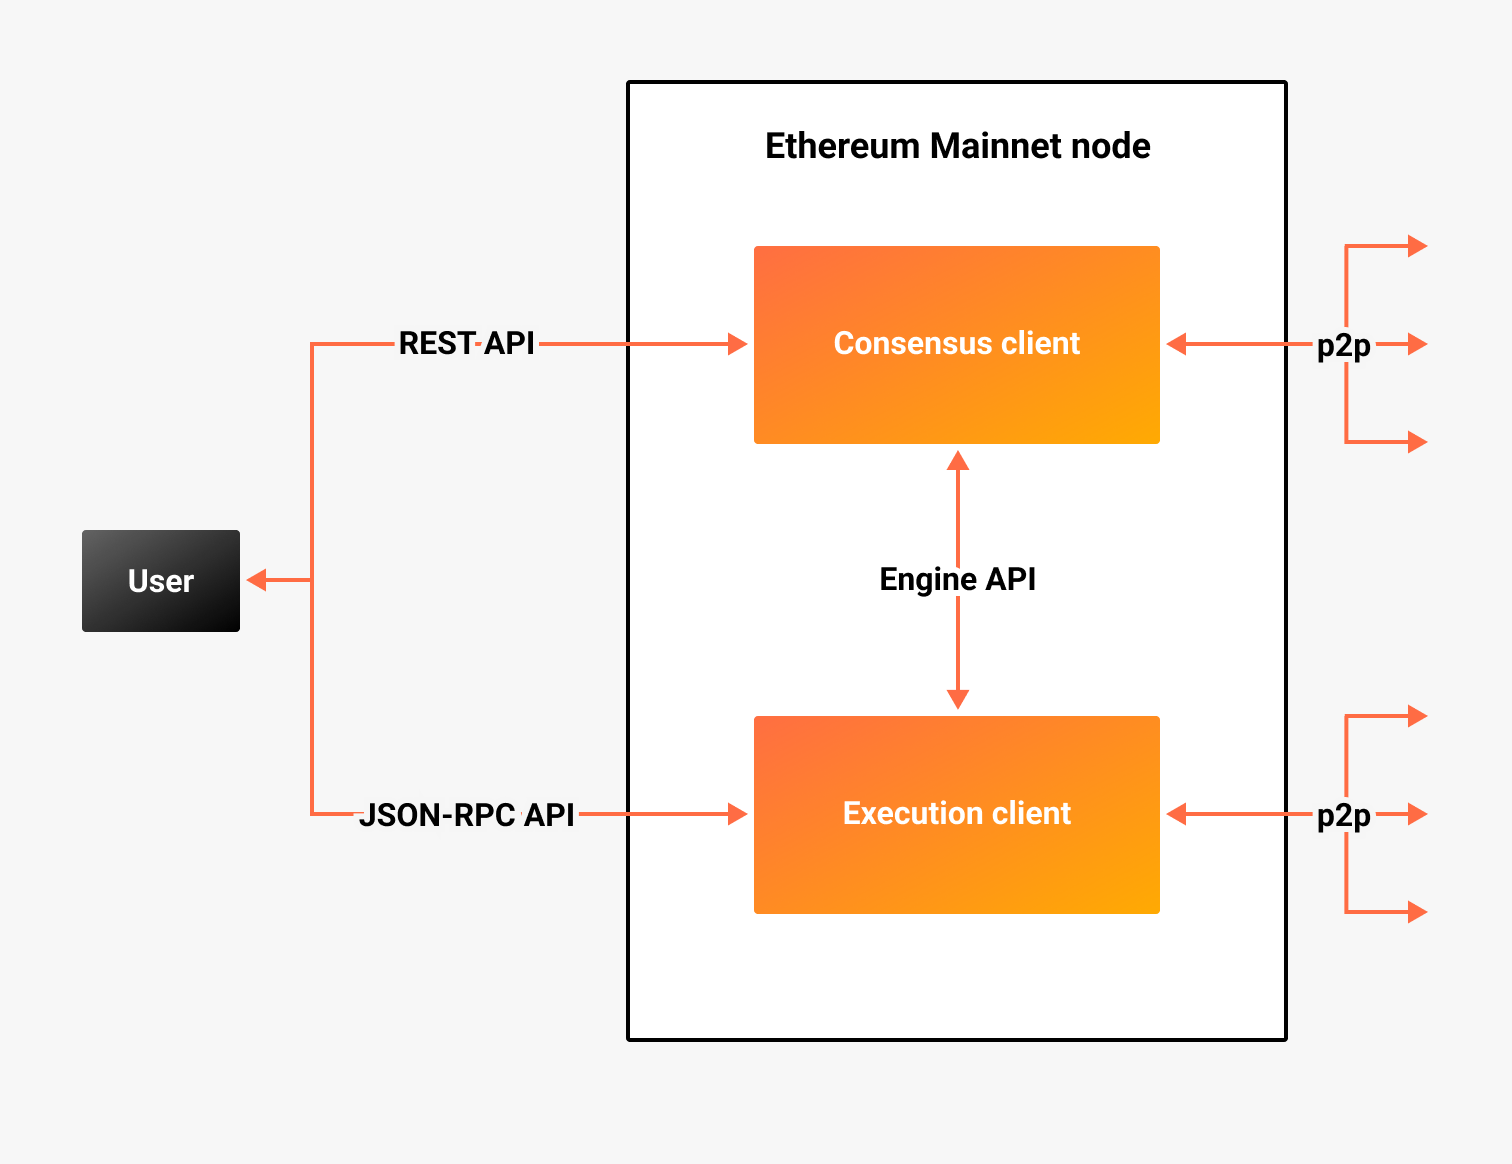 Ethereum Mainnet node
REST API
Consensus client
p2p
User
Engine API
JSON-RPC API
Execution client
p2p